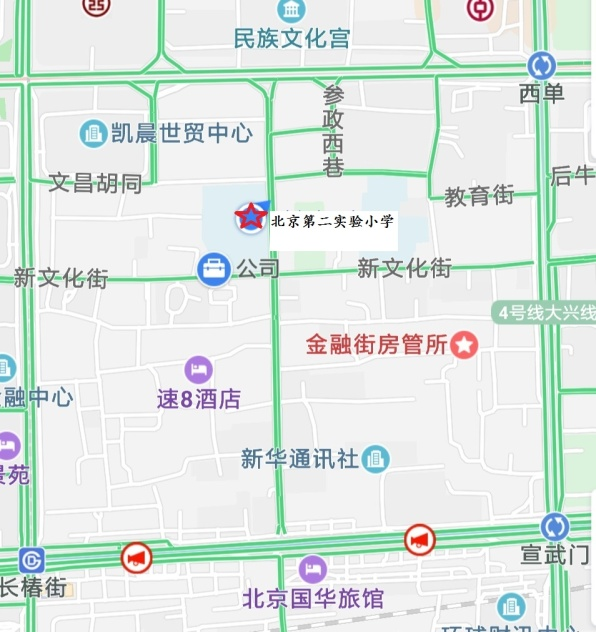 民族文化宫
西单
参政西巷
凯晨世贸中心
文昌胡同
后牛
教育街
北京第二实验小学
新文化街
公司
新文化街
4号线大兴线
金融街房管所
融中心
速8酒店
新华通讯社
景苑
宣武门
长椿街
北京国华旅馆